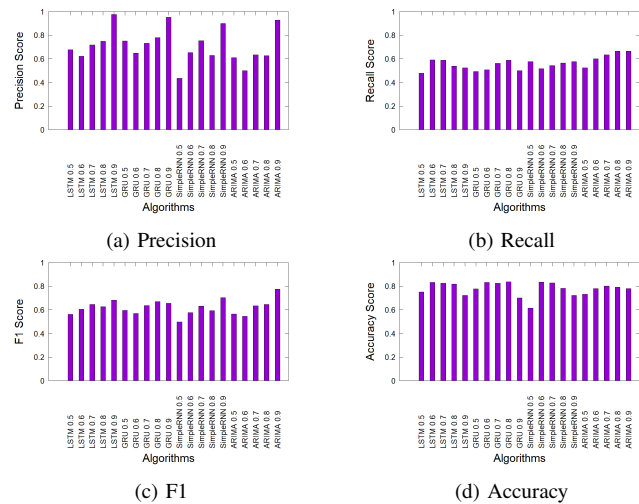 1
0.8
0.6
0.4
0.2
0
Precision Score
LSTM 0.5
LSTM 0.6
LSTM 0.7
LSTM 0.8
LSTM 0.9
GRU 0.5
GRU 0.6
GRU 0.7
GRU 0.8
GRU 0.9
SimpleRNN 0.5
SimpleRNN 0.6
SimpleRNN 0.7
SimpleRNN 0.8
SimpleRNN 0.9
ARIMA 0.5
ARIMA 0.6
ARIMA 0.7
ARIMA 0.8
ARIMA 0.9
Algorithms
(a) Precision
1
0.8
0.6
0.4
0.2
0
Recall Score
LSTM 0.5
LSTM 0.6
LSTM 0.7
LSTM 0.8
LSTM 0.9
GRU 0.5
GRU 0.6
GRU 0.7
GRU 0.8
GRU 0.9
SimpleRNN 0.5
SimpleRNN 0.6
SimpleRNN 0.7
SimpleRNN 0.8
SimpleRNN 0.9
ARIMA 0.5
ARIMA 0.6
ARIMA 0.7
ARIMA 0.8
ARIMA 0.9
Algorithms
(b) Recall
1
0.8
0.6
0.4
0.2
0
F1 Score
LSTM 0.5
LSTM 0.6
LSTM 0.7
LSTM 0.8
LSTM 0.9
GRU 0.5
GRU 0.6
GRU 0.7
GRU 0.8
GRU 0.9
SimpleRNN 0.5
SimpleRNN 0.6
SimpleRNN 0.7
SimpleRNN 0.8
SimpleRNN 0.9
ARIMA 0.5
ARIMA 0.6
ARIMA 0.7
ARIMA 0.8
ARIMA 0.9
Algorithms
(c) F1
1
0.8
0.6
0.4
0.2
0
Accuracy Score
LSTM 0.5
LSTM 0.6
LSTM 0.7
LSTM 0.8
LSTM 0.9
GRU 0.5
GRU 0.6
GRU 0.7
GRU 0.8
GRU 0.9
SimpleRNN 0.5
SimpleRNN 0.6
SimpleRNN 0.7
SimpleRNN 0.8
SimpleRNN 0.9
ARIMA 0.5
ARIMA 0.6
ARIMA 0.7
ARIMA 0.8
ARIMA 0.9
Algorithms
(d) Accuracy